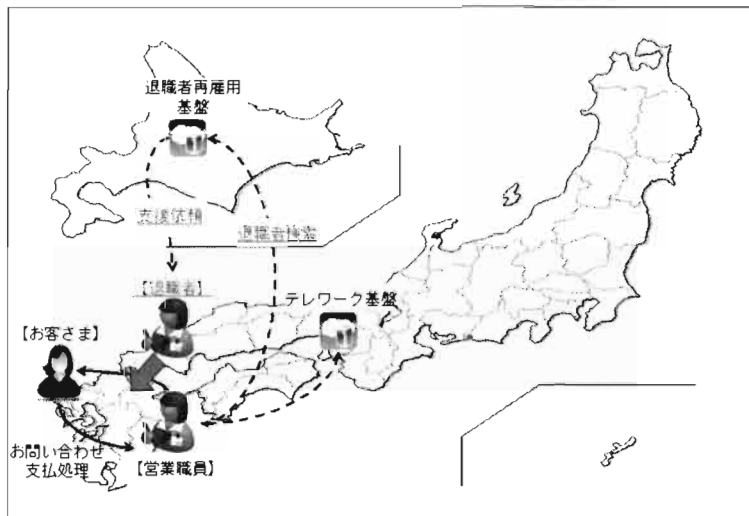 退職者再雇用
基盤
支援依頼
退職者検索
【退職者】
テレワーク基盤
【お客さま】
お問い合わせ
支払処理
【営業職員】